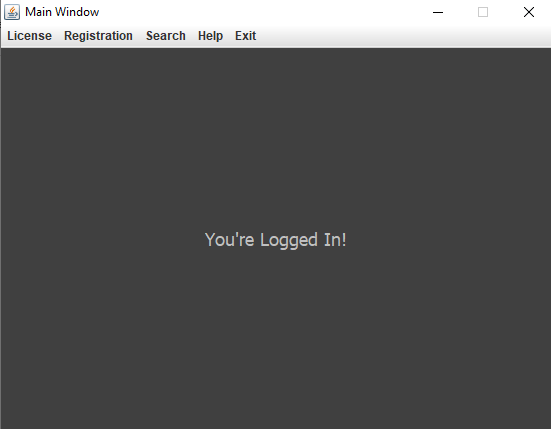 Main Window
License Registration Search Help Exit
You're Logged In!